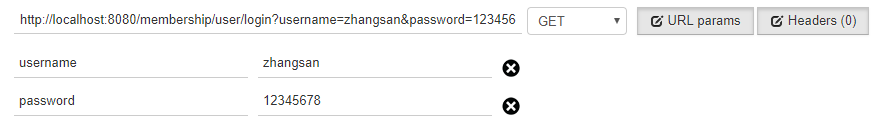 http://localhost:8080/membership/user/login?username=zhangsan&password=123456 GET URL params Headers (0)
username zhangsan
password 12345678